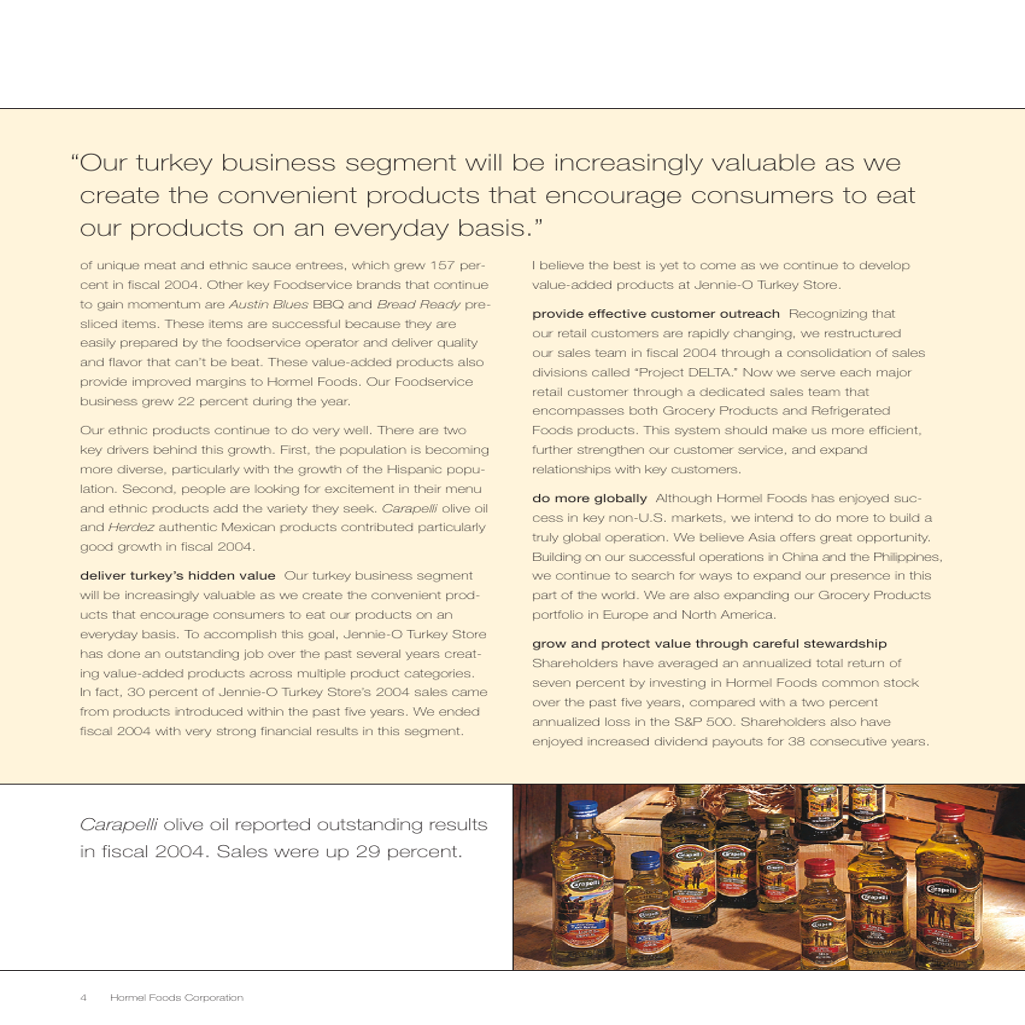 “Our turkey business segment will be increasingly valuable as we
create the convenient products that encourage consumers to eat
our products on an everyday basis.”
of unique meat and ethnic sauce entrees, which grew 157 per-
cent in fiscal 2004. Other key Foodservice brands that continue
to gain momentum are Austin Blues BBQ and Bread Ready pre-
sliced items. These items are successful because they are
easily prepared by the foodservice operator and deliver quality
and flavor that can’t be beat. These value-added products also
provide improved margins to Hormel Foods. Our Foodservice
business grew 22 percent during the year.
Our ethnic products continue to do very well. There are two
key drivers behind this growth. First, the population is becoming
more diverse, particularly with the growth of the Hispanic popu-
lation. Second, people are looking for excitement in their menu
and ethnic products add the variety they seek. Carapelli olive oil
and Herdez authentic Mexican products contributed particularly
good growth in fiscal 2004.
deliver turkey’s hidden value Our turkey business segment
will be increasingly valuable as we create the convenient prod-
ucts that encourage consumers to eat our products on an
everyday basis. To accomplish this goal, Jennie-O Turkey Store
has done an outstanding job over the past several years creat-
ing value-added products across multiple product categories.
In fact, 30 percent of Jennie-O Turkey Store’s 2004 sales came
from products introduced within the past five years. We ended
fiscal 2004 with very strong financial results in this segment.
I believe the best is yet to come as we continue to develop
value-added products at Jennie-O Turkey Store.
provide effective customer outreach Recognizing that
our retail customers are rapidly changing, we restructured
our sales team in fiscal 2004 through a consolidation of sales
divisions called “Project DELTA.” Now we serve each major
retail customer through a dedicated sales team that
encompasses both Grocery Products and Refrigerated
Foods products. This system should make us more efficient,
further strengthen our customer service, and expand
relationships with key customers.
do more globally Although Hormel Foods has enjoyed suc-
cess in key non-U.S. markets, we intend to do more to build a
truly global operation. We believe Asia offers great opportunity.
Building on our successful operations in China and the Philippines,
we continue to search for ways to expand our presence in this
part of the world. We are also expanding our Grocery Products
portfolio in Europe and North America.
grow and protect value through careful stewardship
Shareholders have averaged an annualized total return of
seven percent by investing in Hormel Foods common stock
over the past five years, compared with a two percent
annualized loss in the S&P 500. Shareholders also have
enjoyed increased dividend payouts for 38 consecutive years.
Carapelli olive oil reported outstanding results
in fiscal 2004. Sales were up 29 percent.
Carapelli
Carapelli
Carapelli
Carapelli
Carapelli
Carapelli
Carapelli
Carapelli
4 Hormel Foods Corporation